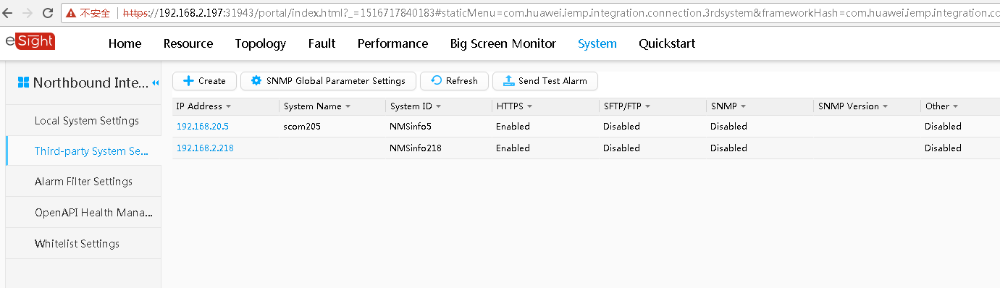 不安全 https://192.168.2.197:31943/portal/index.html?_=1516717840183#staticMenu=com.huawei.iemp.integration.connection.3rdsystem&frameworkHash=com.huawei.iemp.integration.co
eSight Home Resource Topology Fault Performance Big Screen Monitor System Quickstart
Northbound Inte...
Local System Settings
Third-party System Se...
Alarm Filter Settings
OpenAPI Health Mana...
Whitelist Settings
Create SNMP Global Parameter Settings Refresh Send Test Alarm
IP Address System Name System ID HTTPS SFTP/FTP SNMP SNMP Version Other
192.168.20.5 scom205 NMSinfo5 Enabled Disabled Disabled Disabled
192.168.2.218 NMSinfo218 Enabled Disabled Disabled Disabled